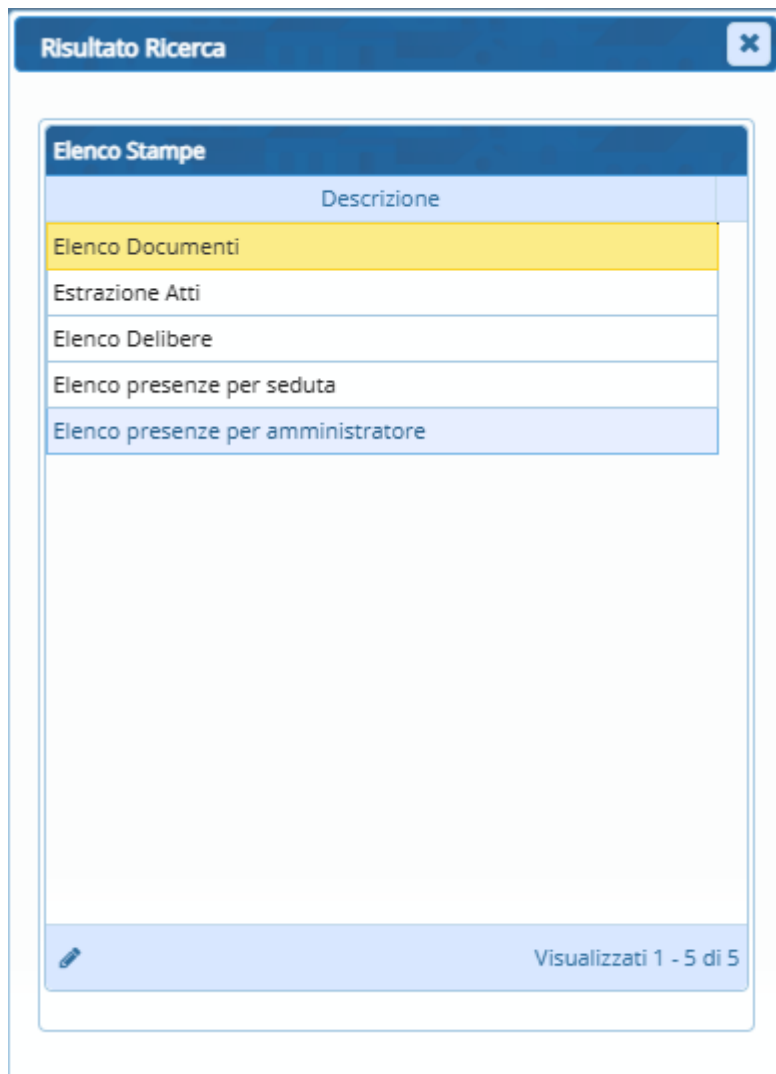 Risultato Ricerca
Elenco Stampe
Descrizione
Elenco Documenti
Estrazione Atti
Elenco Delibere
Elenco presenze per seduta
Elenco presenze per amministratore
Visualizzati 1 - 5 di 5